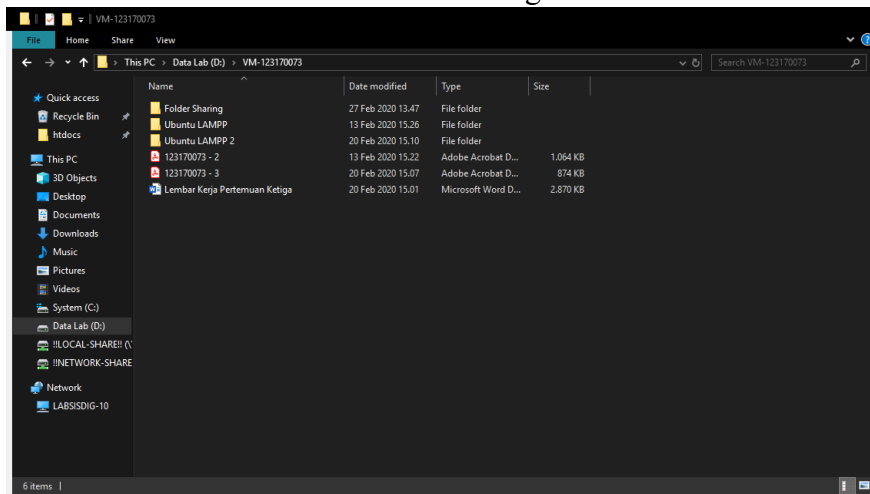 VM-123170073
File Home Share View
This PC > Data Lab (D:) > VM-123170073
Search VM-123170073
Name Date modified Type Size
Quick access
Recycle Bin
htdocs
This PC
3D Objects
Desktop
Documents
Downloads
Music
Pictures
Videos
System (C:)
Data Lab (D:)
!!LOCAL-SHARE!! (\'
!!NETWORK-SHARE
Network
LABSISDIG-10
Folder Sharing 27 Feb 2020 13.47 File folder
Ubuntu LAMPP 13 Feb 2020 15.26 File folder
Ubuntu LAMPP 2 20 Feb 2020 15.10 File folder
123170073 - 2 13 Feb 2020 15.22 Adobe Acrobat D... 1.064 KB
123170073 - 3 20 Feb 2020 15.07 Adobe Acrobat D... 874 KB
Lembar Kerja Pertemuan Ketiga 20 Feb 2020 15.01 Microsoft Word D... 2.870 KB
6 items